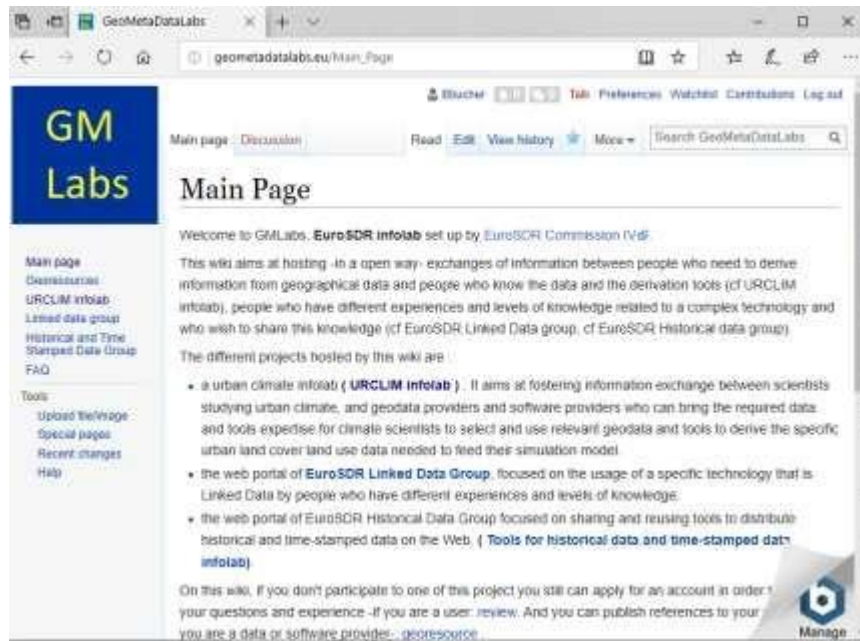 GeoMetaDataLabs
geometadatalabs.eu/Main_Page
Talk Preferences Watchlist Contributions Log out
GM
Labs
Main page Discussion Read Edit View history More Search GeoMetaDataLabs
Main Page
Welcome to GMLabs, EuroSDR infolab set up by EuroSDR Commission IV
This wiki aims at hosting -in a open way- exchanges of information between people who need to derive
information from geographical data and people who know the data and the derivation tools (cf URCLIM
infolab), people who have different experiences and levels of knowledge related to a complex technology and
who wish to share this knowledge (cf EuroSDR Linked Data group, cf EuroSDR Historical data group).
The different projects hosted by this wiki are
• a urban climate infolab ( URCLIM infolab ) . It aims at fostering information exchange between scientists
studying urban climate, and geodata providers and software providers who can bring the required data
and tools expertise for climate scientists to select and use relevant geodata and tools to derive the specific
urban land cover land use data needed to feed their simulation model.
• the web portal of EuroSDR Linked Data Group, focused on the usage of a specific technology that is
Linked Data by people who have different experiences and levels of knowledge.
• the web portal of EuroSDR Historical Data Group focused on sharing and reusing tools to distribute
historical and time-stamped data on the Web. ( Tools for historical data and time-stamped data
infolab)
On this wiki, if you don't participate to one of this project you still can apply for an account in order
your questions and experience -if you are a user: review. And you can publish references to your
you are a data or software provider-: georesource
Main page
Georesources
URCLIM infolab
Linked data group
Historical and Time
Stamped Data Group
FAQ
Tools
Upload file/image
Special pages
Recent changes
Help
Manage